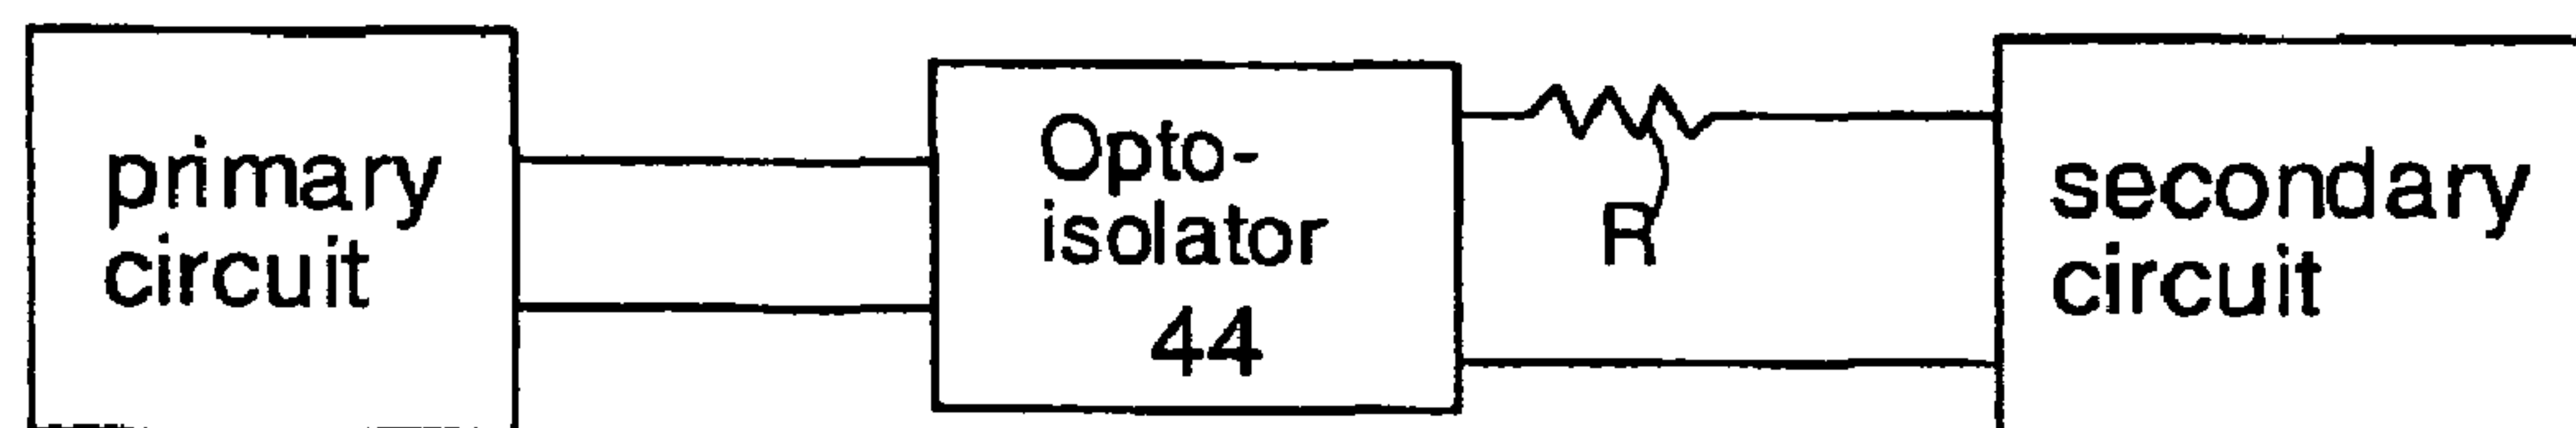 primary
circuit
Opto-
isolator
44
R
secondary
circuit